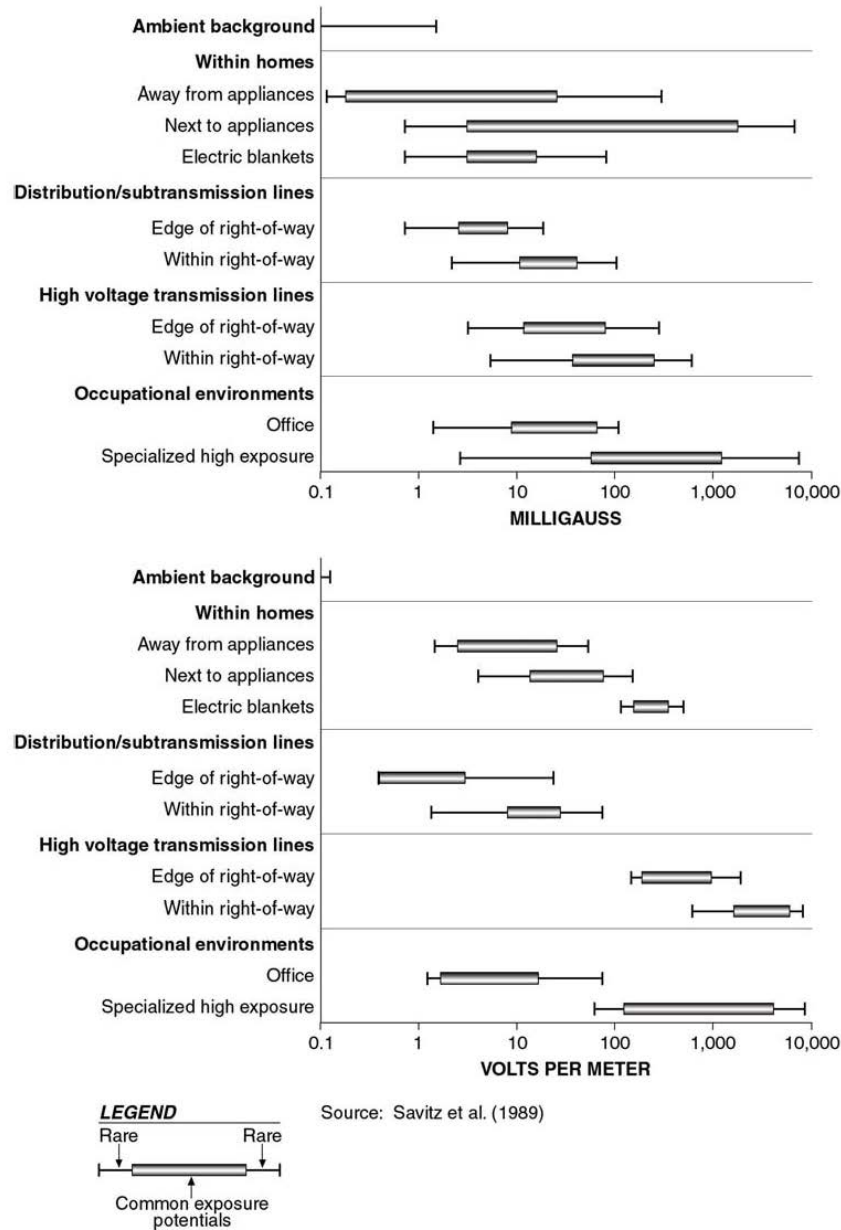 Ambient background
Within homes
Away from appliances
Next to appliances
Electric blankets
Distribution/subtransmission lines
Edge of right-of-way
Within right-of-way
High voltage transmission lines
Edge of right-of-way
Within right-of-way
Occupational environments
Office
Specialized high exposure
0.1 1 10 100 1,000 10,000
MILLIGAUSS
Ambient background
Within homes
Away from appliances
Next to appliances
Electric blankets
Distribution/subtransmission lines
Edge of right-of-way
Within right-of-way
High voltage transmission lines
Edge of right-of-way
Within right-of-way
Occupational environments
Office
Specialized high exposure
0.1 1 10 100 1,000 10,000
VOLTS PER METER
LEGEND
Rare Rare
Common exposure
potentials
Source: Savitz et al. (1989)